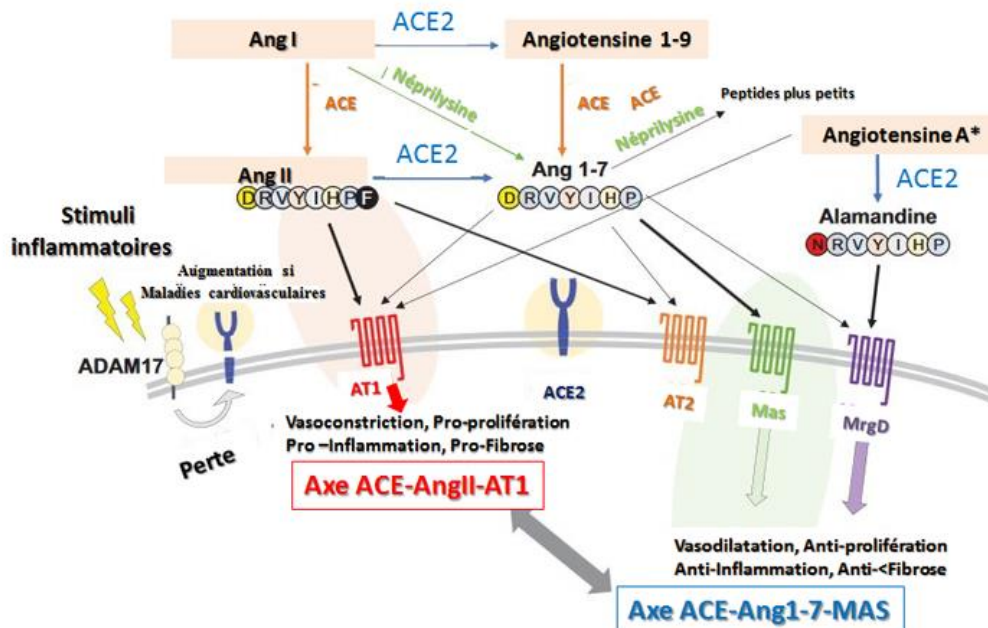 Ang I
ACE2
Angiotensine 1-9
ACE
Néprilysine
ACE ACE
Néprilysine
Peptides plus petits
Angiotensine A*
Ang II
ACE2
Ang 1-7
ACE2
DRVYIHPF
DRVYIHP
Alamandine
NRVYIHP
Stimuli
inflammatoires
Augmentation si
Maladies cardiovasculaires
ADAM17
Perte
AT1
ACE2
AT2
Mas
MrgD
Vasoconstriction, Pro-prolifération
Pro –Inflammation, Pro-Fibrose
Axe ACE-AngII-AT1
Vasodilatation, Anti-prolifération
Anti-Inflammation, Anti-<Fibrose
Axe ACE-Ang1-7-MAS